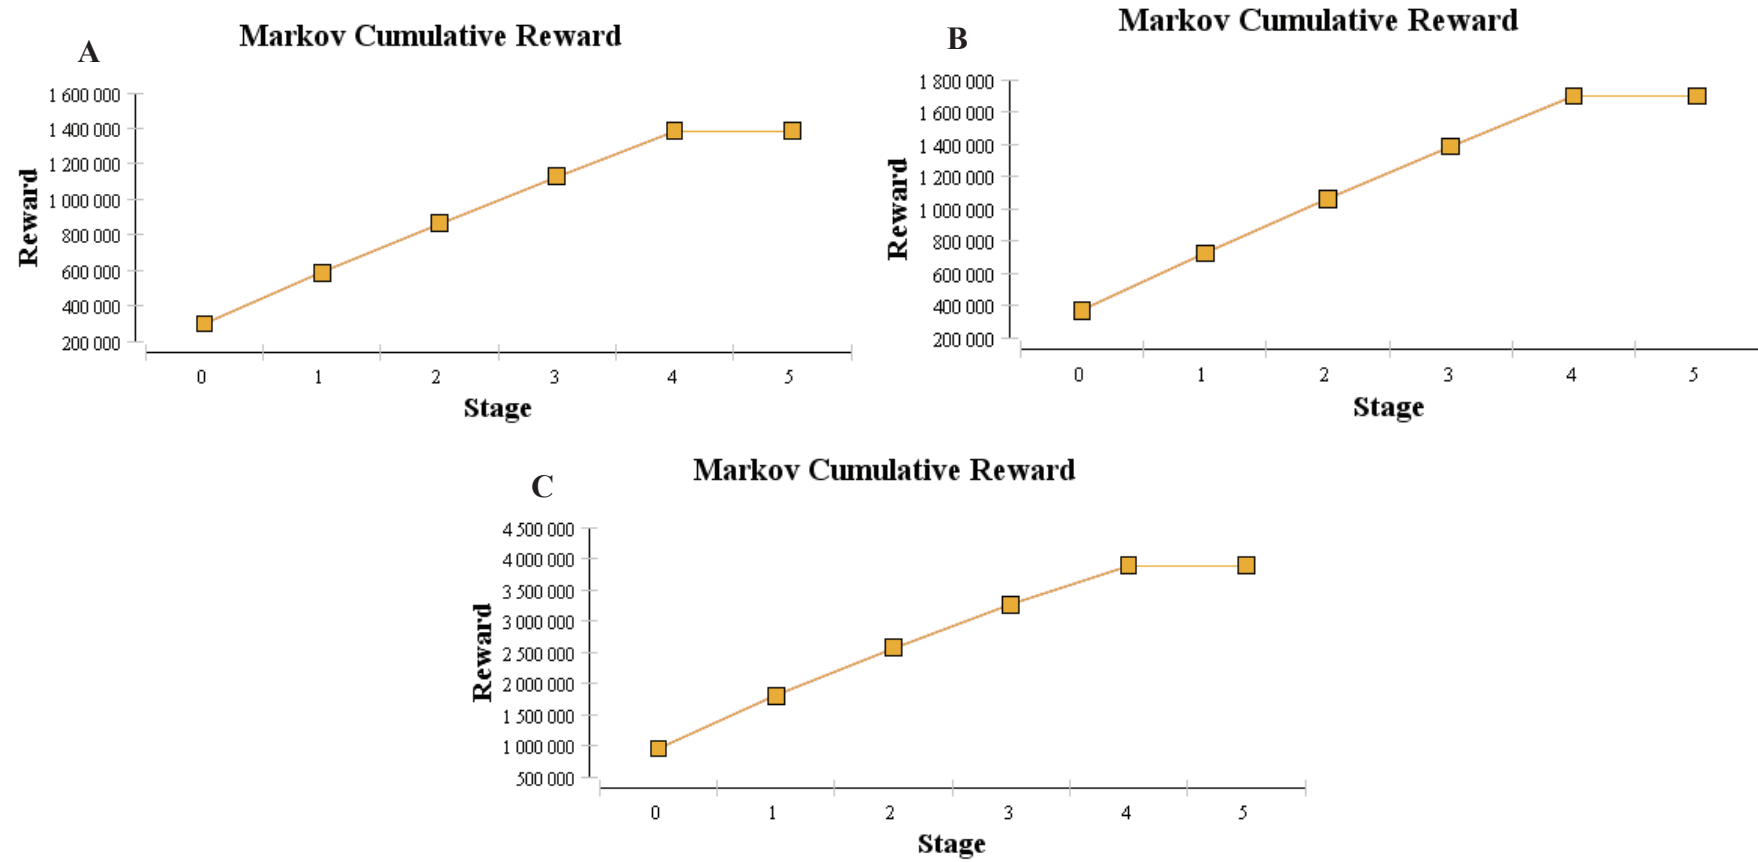 A
Markov Cumulative Reward
1 600 000
1 400 000
1 200 000
1 000 000
800 000
600 000
400 000
200 000
Reward
0 1 2 3 4 5
Stage
B
Markov Cumulative Reward
1 800 000
1 600 000
1 400 000
1 200 000
1 000 000
800 000
600 000
400 000
200 000
Reward
0 1 2 3 4 5
Stage
C
Markov Cumulative Reward
4 500 000
4 000 000
3 500 000
3 000 000
2 500 000
2 000 000
1 500 000
1 000 000
500 000
Reward
0 1 2 3 4 5
Stage